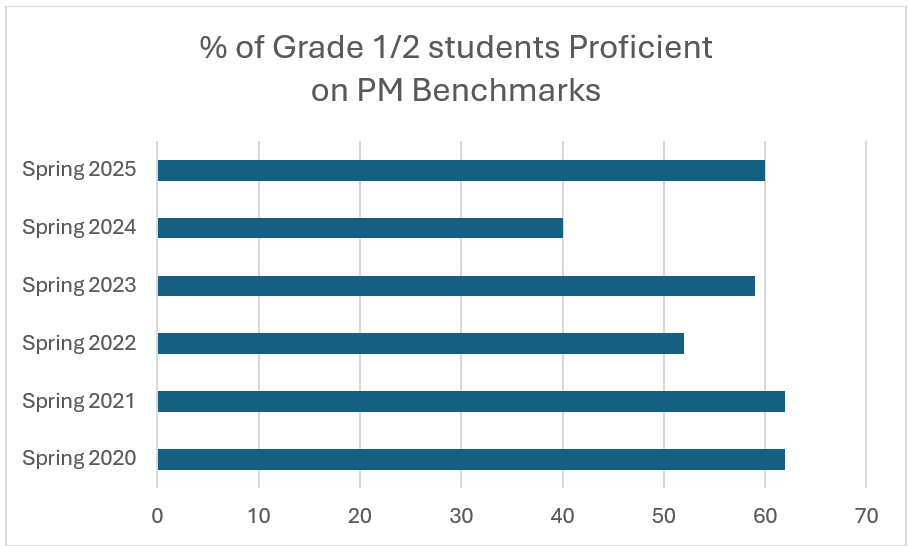 % of Grade 1/2 students Proficient
on PM Benchmarks
Spring 2025
Spring 2024
Spring 2023
Spring 2022
Spring 2021
Spring 2020
0 10 20 30 40 50 60 70